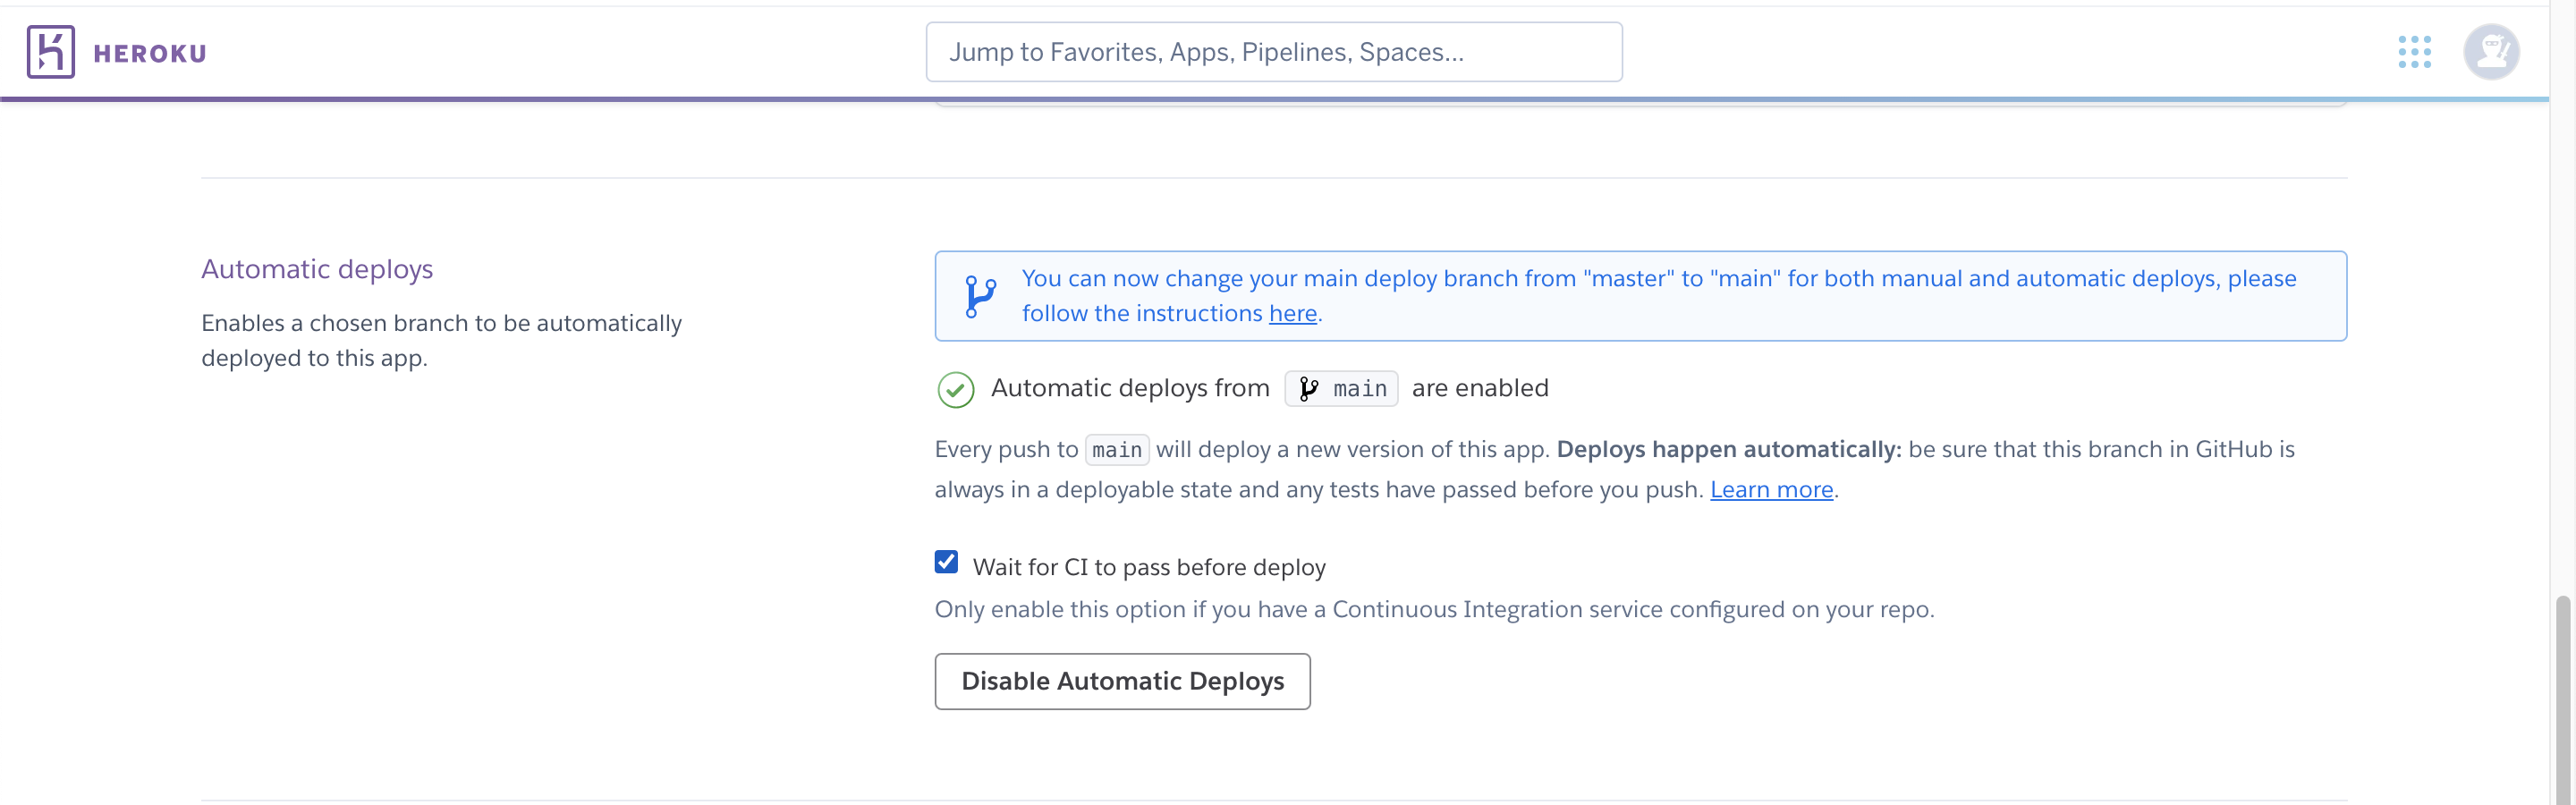 HEROKU
Jump to Favorites, Apps, Pipelines, Spaces...
Automatic deploys
Enables a chosen branch to be automatically
deployed to this app.
You can now change your main deploy branch from "master" to "main" for both manual and automatic deploys, please
follow the instructions here.
Automatic deploys from main are enabled
Every push to main will deploy a new version of this app. Deploys happen automatically: be sure that this branch in GitHub is
always in a deployable state and any tests have passed before you push. Learn more.
Wait for CI to pass before deploy
Only enable this option if you have a Continuous Integration service configured on your repo.
Disable Automatic Deploys